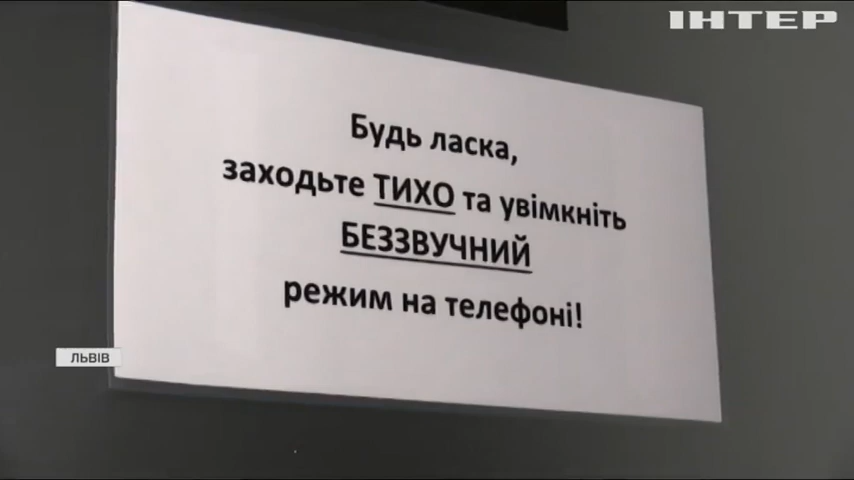 ІНТЕР
Будь ласка,
заходьте ТИХО та увімкніть
БЕЗЗВУЧНИЙ
режим на телефоні!
ЛЬВІВ